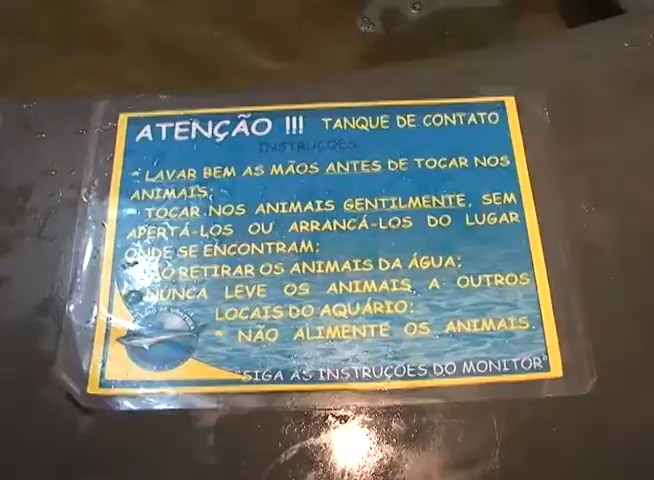 ATENÇÃO !!! TANQUE DE CONTATO
INSTRUÇÕES
* LAVAR BEM AS MÃOS ANTES DE TOCAR NOS
ANIMAIS;
* TOCAR NOS ANIMAIS GENTILMENTE, SEM
APERTÁ-LOS OU ARRANCÁ-LOS DO LUGAR
ONDE SE ENCONTRAM;
RETIRAR OS ANIMAIS DA ÁGUA;
* NUNCA LEVE OS ANIMAIS A OUTROS
LOCAIS DO AQUÁRIO;
* NÃO ALIMENTE OS ANIMAIS.
*SIGA AS INSTRUÇÕES DO MONITOR*